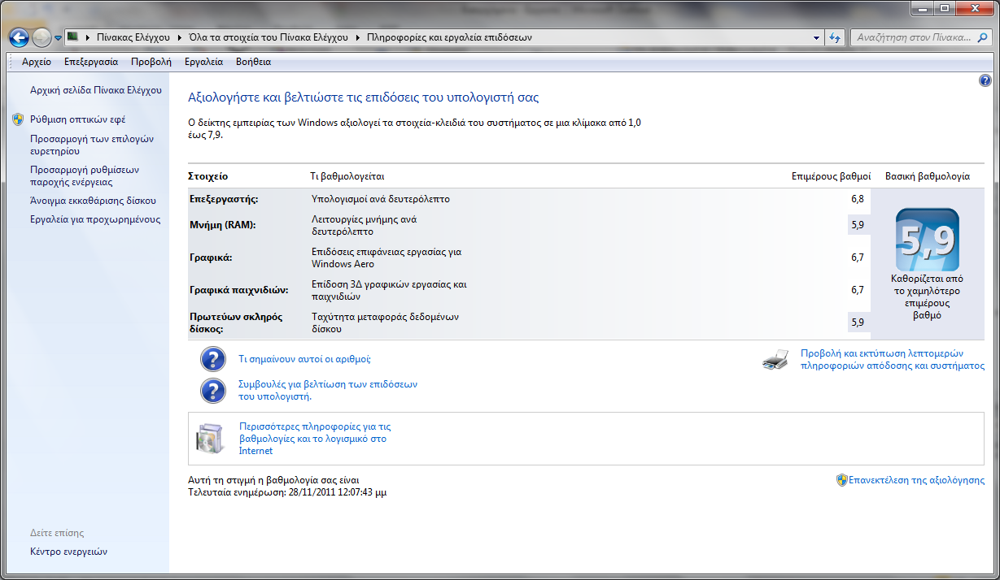 Πίνακας Ελέγχου
Όλα τα στοιχεία του Πίνακα Ελέγχου
Πληροφορίες και εργαλεία επιδόσεων
Αναζήτηση στον Πίνακα...
Αρχείο
Επεξεργασία
Προβολή
Εργαλεία
Βοήθεια
Αρχική σελίδα Πίνακα Ελέγχου
Ρύθμιση οπτικών εφέ
Προσαρμογή των επιλογών
ευρετηρίου
Προσαρμογή ρυθμίσεων
παροχής ενέργειας
Άνοιγμα εκκαθάρισης δίσκου
Εργαλεία για προχωρημένους
Δείτε επίσης
Κέντρο ενεργειών
Αξιολογήστε και βελτιώστε τις επιδόσεις του υπολογιστή σας
Ο δείκτης εμπειρίας των Windows αξιολογεί τα στοιχεία-κλειδιά του συστήματος σε μια κλίμακα από 1,0
έως 7,9.
Στοιχείο Τι βαθμολογείται Επιμέρους βαθμοί Βασική βαθμολογία
Επεξεργαστής: Υπολογισμοί ανά δευτερόλεπτο 6,8
Μνήμη (RAM): Λειτουργίες μνήμης ανά
δευτερόλεπτο 5,9
Γραφικά: Επιδόσεις επιφάνειας εργασίας για
Windows Aero 6,7
Γραφικά παιχνιδιών: Επίδοση 3Δ γραφικών εργασίας και
παιχνιδιών 6,7
Πρωτεύων σκληρός
δίσκος: Ταχύτητα μεταφοράς δεδομένων
δίσκου 5,9
5,9
Καθορίζεται από
το χαμηλότερο
επιμέρους
βαθμό
Τι σημαίνουν αυτοί οι αριθμοί;
Συμβουλές για βελτίωση των επιδόσεων
του υπολογιστή.
Προβολή και εκτύπωση λεπτομερών
πληροφοριών απόδοσης και συστήματος
Περισσότερες πληροφορίες για τις
βαθμολογίες και το λογισμικό στο
Internet
Αυτή τη στιγμή η βαθμολογία σας είναι
Τελευταία ενημέρωση: 28/11/2011 12:07:43 μμ
Επανεκτέλεση της αξιολόγησης